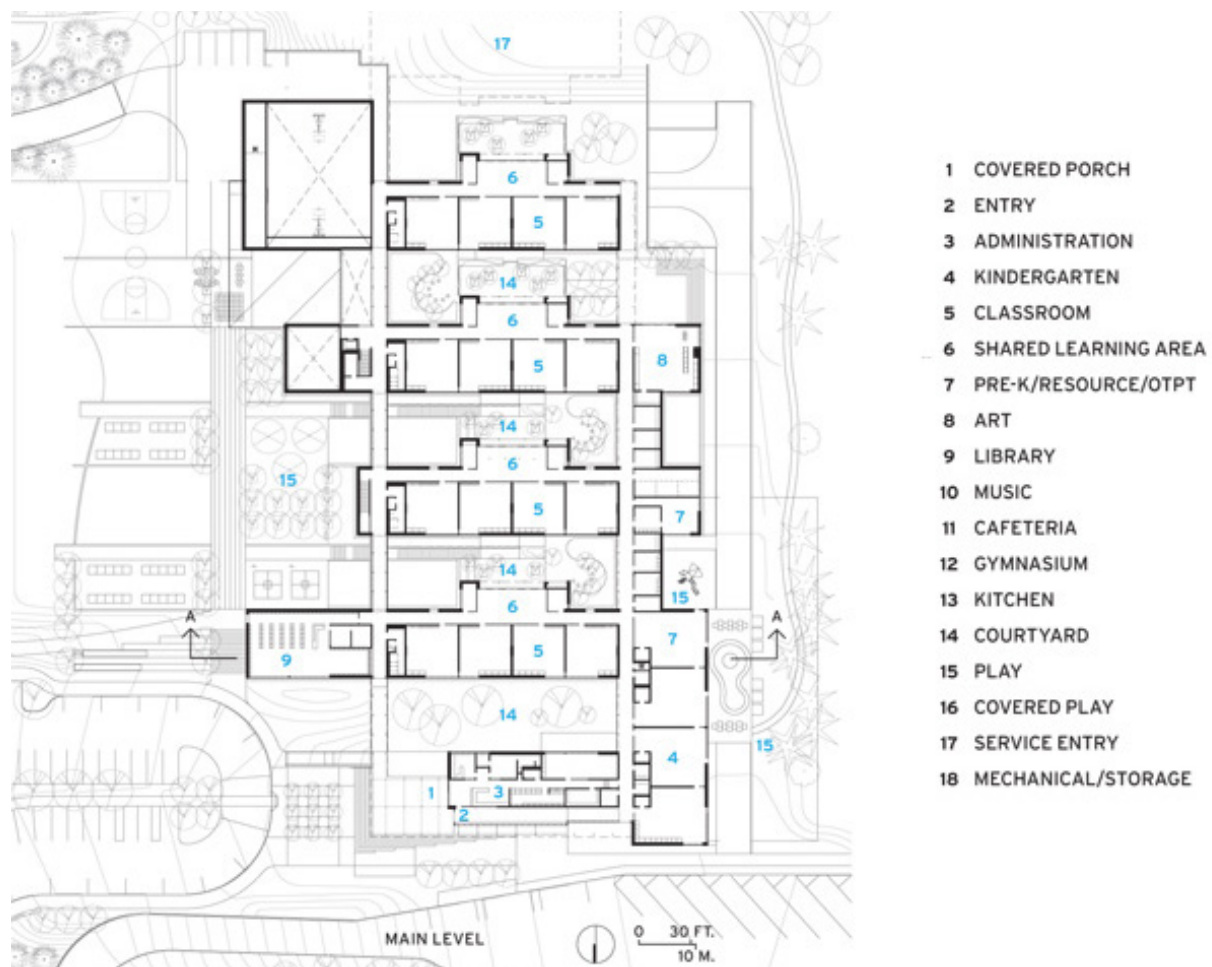 17
6
5
14
6
5
8
14
6
15
5
7
14
6
15
A
A
7
5
9
14
15
4
1
3
2
MAIN LEVEL
0 30 FT.
10 M.
1 COVERED PORCH
2 ENTRY
3 ADMINISTRATION
4 KINDERGARTEN
5 CLASSROOM
6 SHARED LEARNING AREA
7 PRE-K/RESOURCE/OTPT
8 ART
9 LIBRARY
10 MUSIC
11 CAFETERIA
12 GYMNASIUM
13 KITCHEN
14 COURTYARD
15 PLAY
16 COVERED PLAY
17 SERVICE ENTRY
18 MECHANICAL/STORAGE